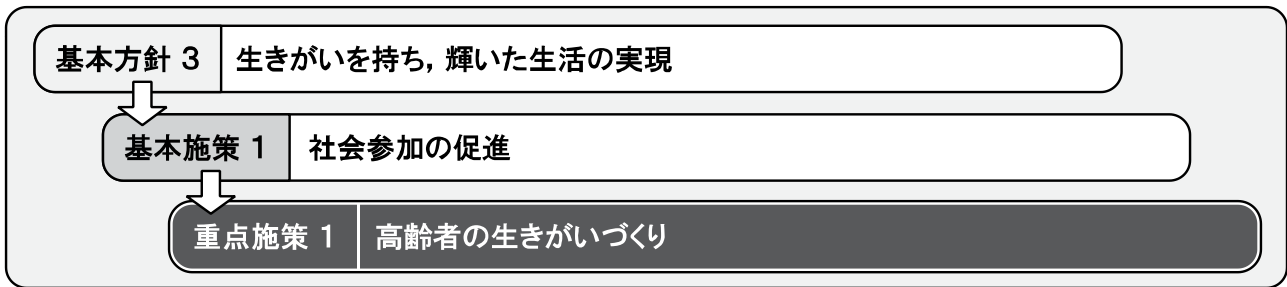 基本方針 3 生きがいを持ち，輝いた生活の実現
基本施策 1 社会参加の促進
重点施策 1 高齢者の生きがいづくり